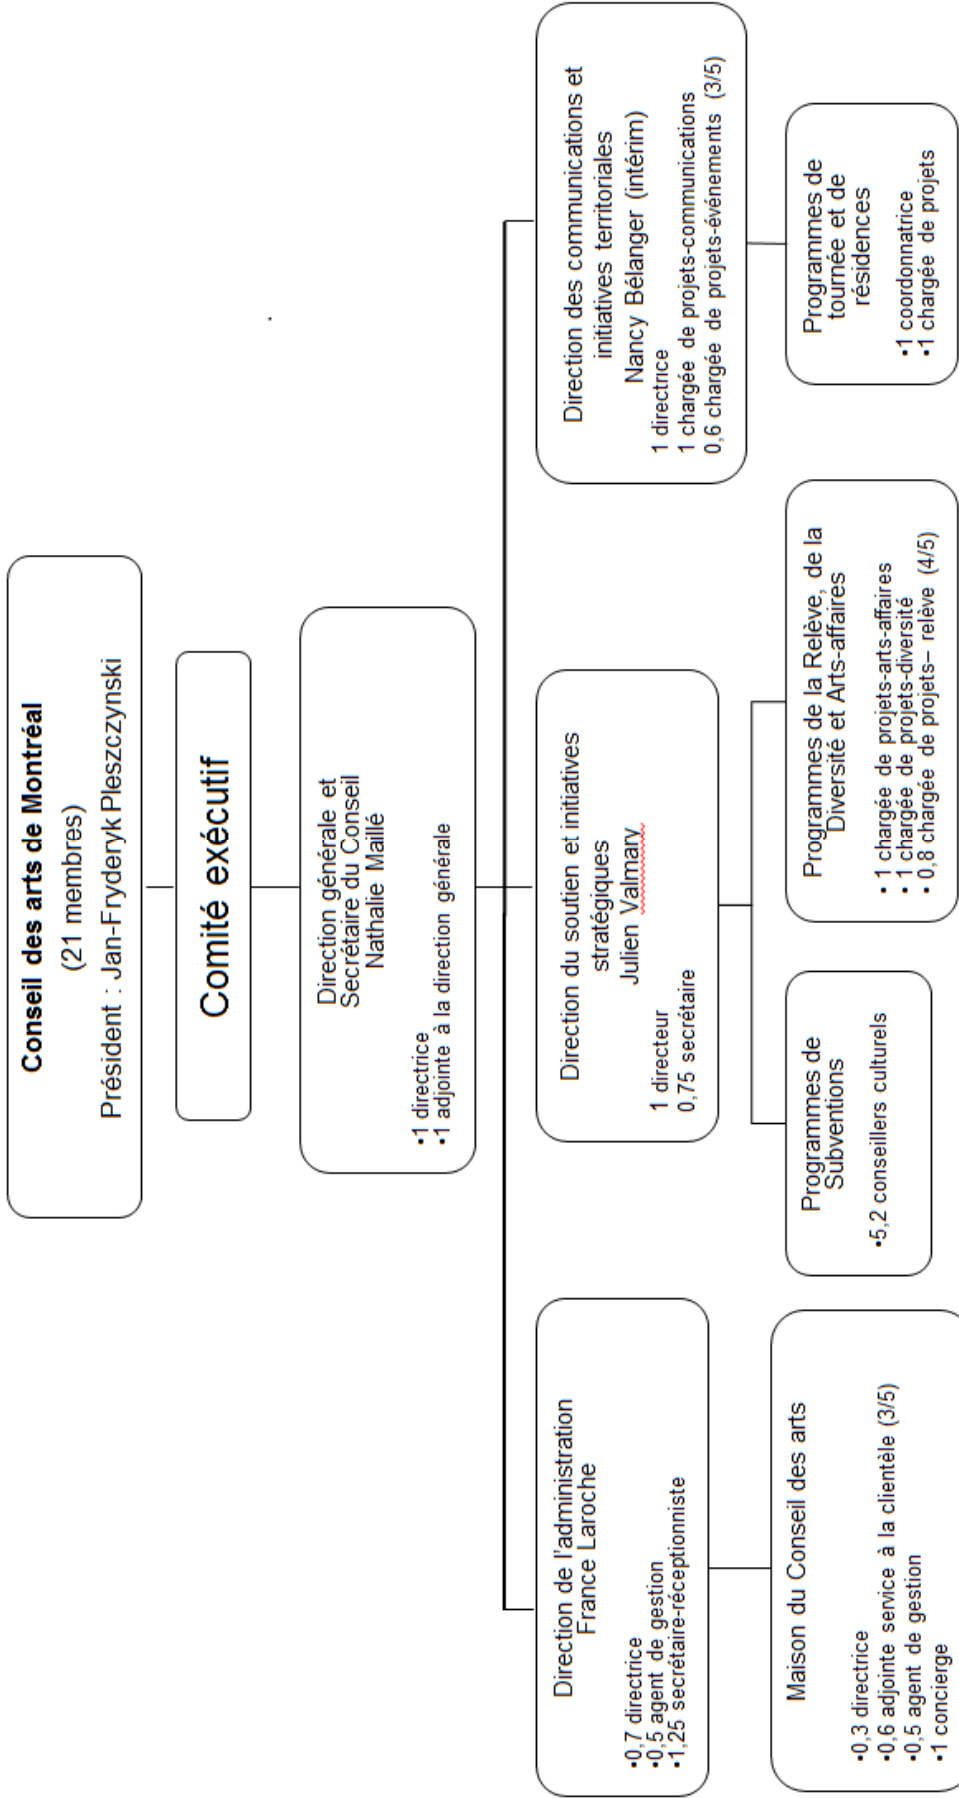 Conseil des arts de Montréal
(21 membres)
Président : Jan-Fryderyk Pleszczynski
Comité exécutif
Direction générale et
Secrétaire du Conseil
Nathalie Maillé
•1 directrice
•1 adjointe à la direction générale
Direction de l'administration
France Laroche
•0,7 directrice
•0,5 agent de gestion
•1,25 secrétaire-réceptionniste
Direction du soutien et initiatives
stratégiques
Julien Valmary
1 directeur
0,75 secrétaire
Direction des communications et
initiatives territoriales
Nancy Bélanger (intérim)
1 directrice
1 chargée de projets-communications
0,6 chargée de projets-événements (3/5)
Maison du Conseil des arts
•0,3 directrice
•0,6 adjointe service à la clientèle (3/5)
•0,5 agent de gestion
•1 concierge
Programmes de
Subventions
•5,2 conseillers culturels
Programmes de la Relève, de la
Diversité et Arts-affaires
• 1 chargée de projets-arts-affaires
• 1 chargée de projets-diversité
• 0,8 chargée de projets– relève (4/5)
Programmes de
tournée et de
résidences
•1 coordonnatrice
•1 chargée de projets